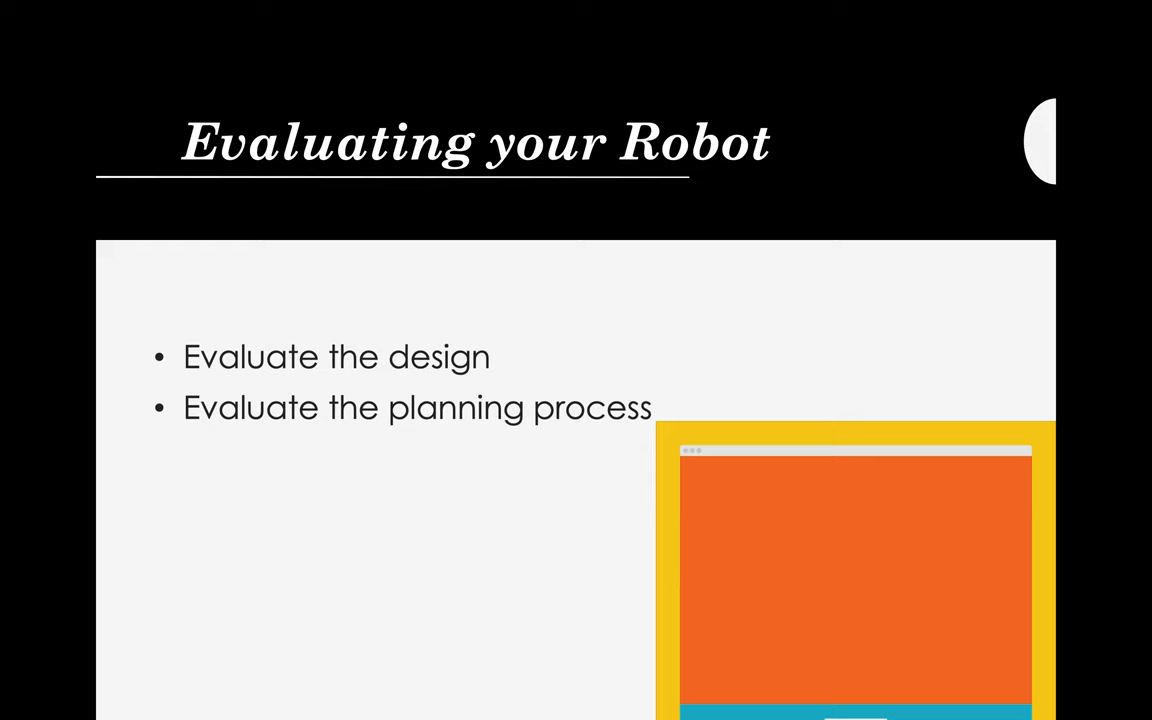 Evaluating your Robot
• Evaluate the design
• Evaluate the planning process